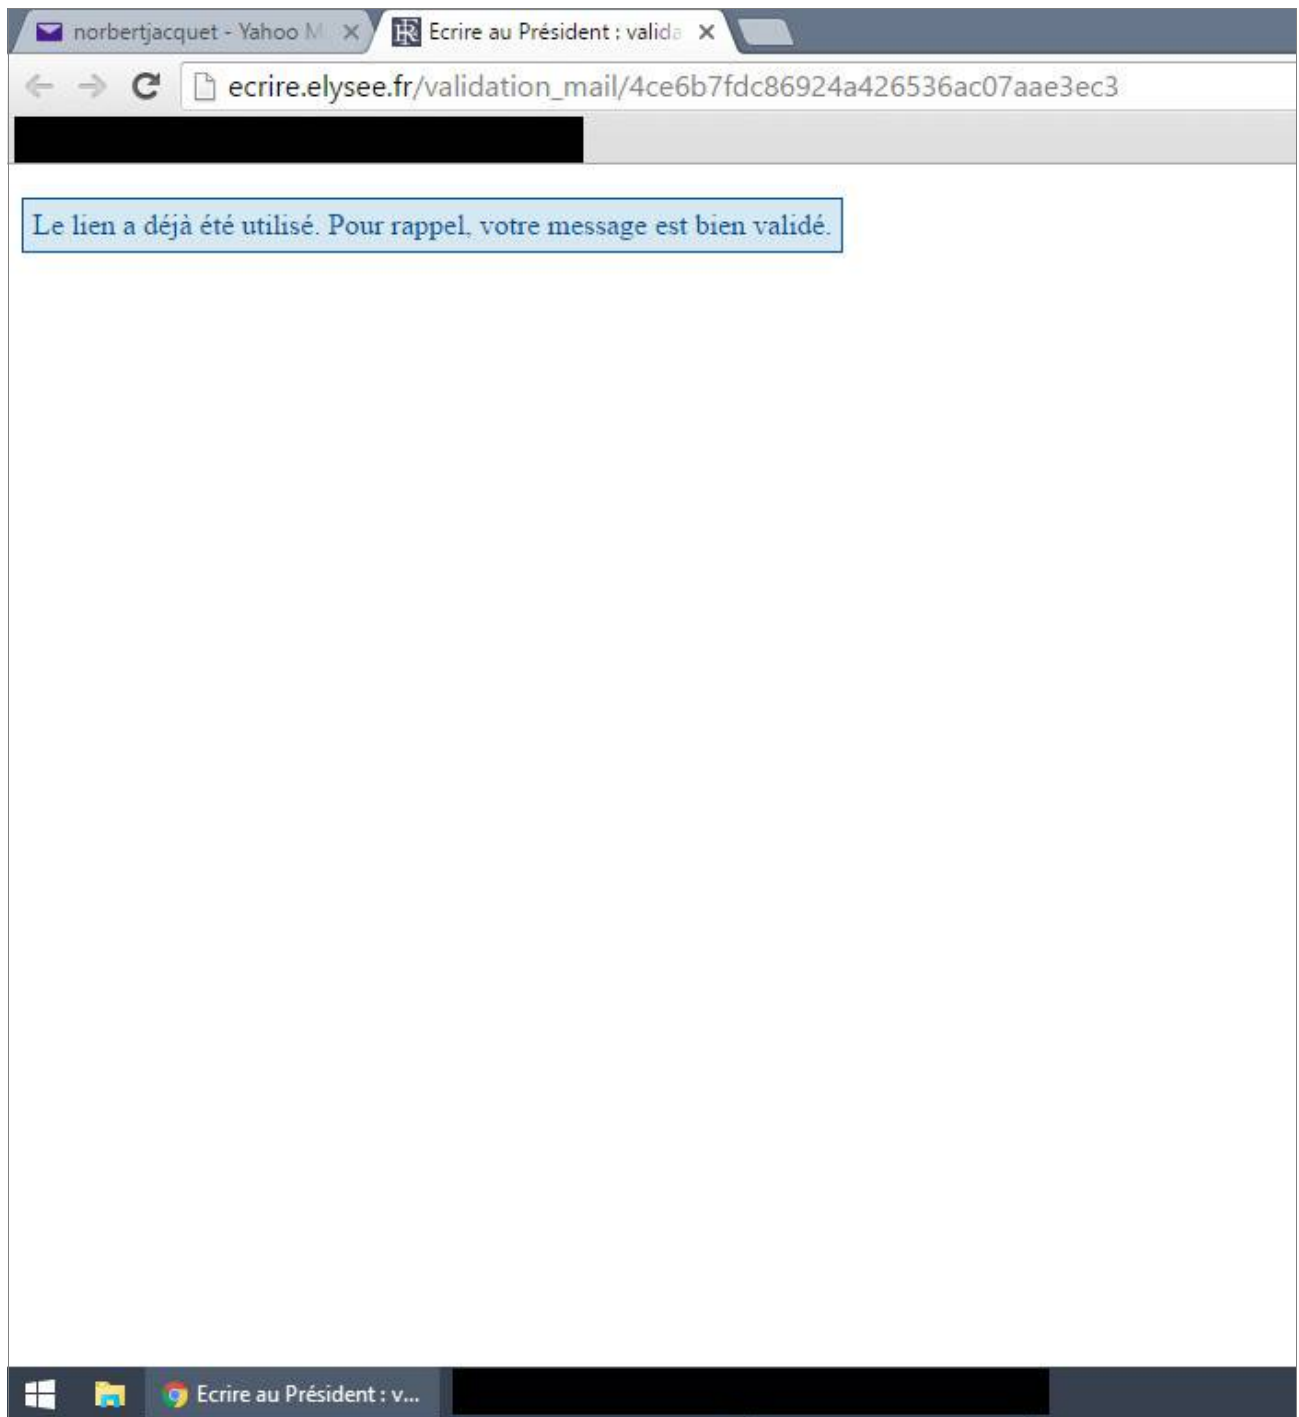 norbertjacquet - Yahoo M
Ecrire au Président : valida
ecrire.elysee.fr/validation_mail/4ce6b7fdc86924a426536ac07aae3ec3
Le lien a déjà été utilisé. Pour rappel, votre message est bien validé.
Ecrire au Président : v...